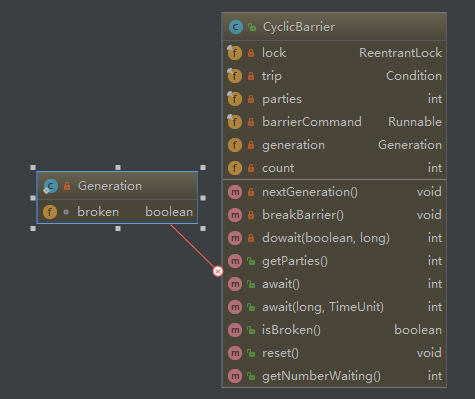 CyclicBarrier
lock ReentrantLock
trip Condition
parties int
barrierCommand Runnable
generation Generation
count int
nextGeneration() void
breakBarrier() void
dowait(boolean, long) int
getParties() int
await() int
await(long, TimeUnit) int
isBroken() boolean
reset() void
getNumberWaiting() int
Generation
broken boolean